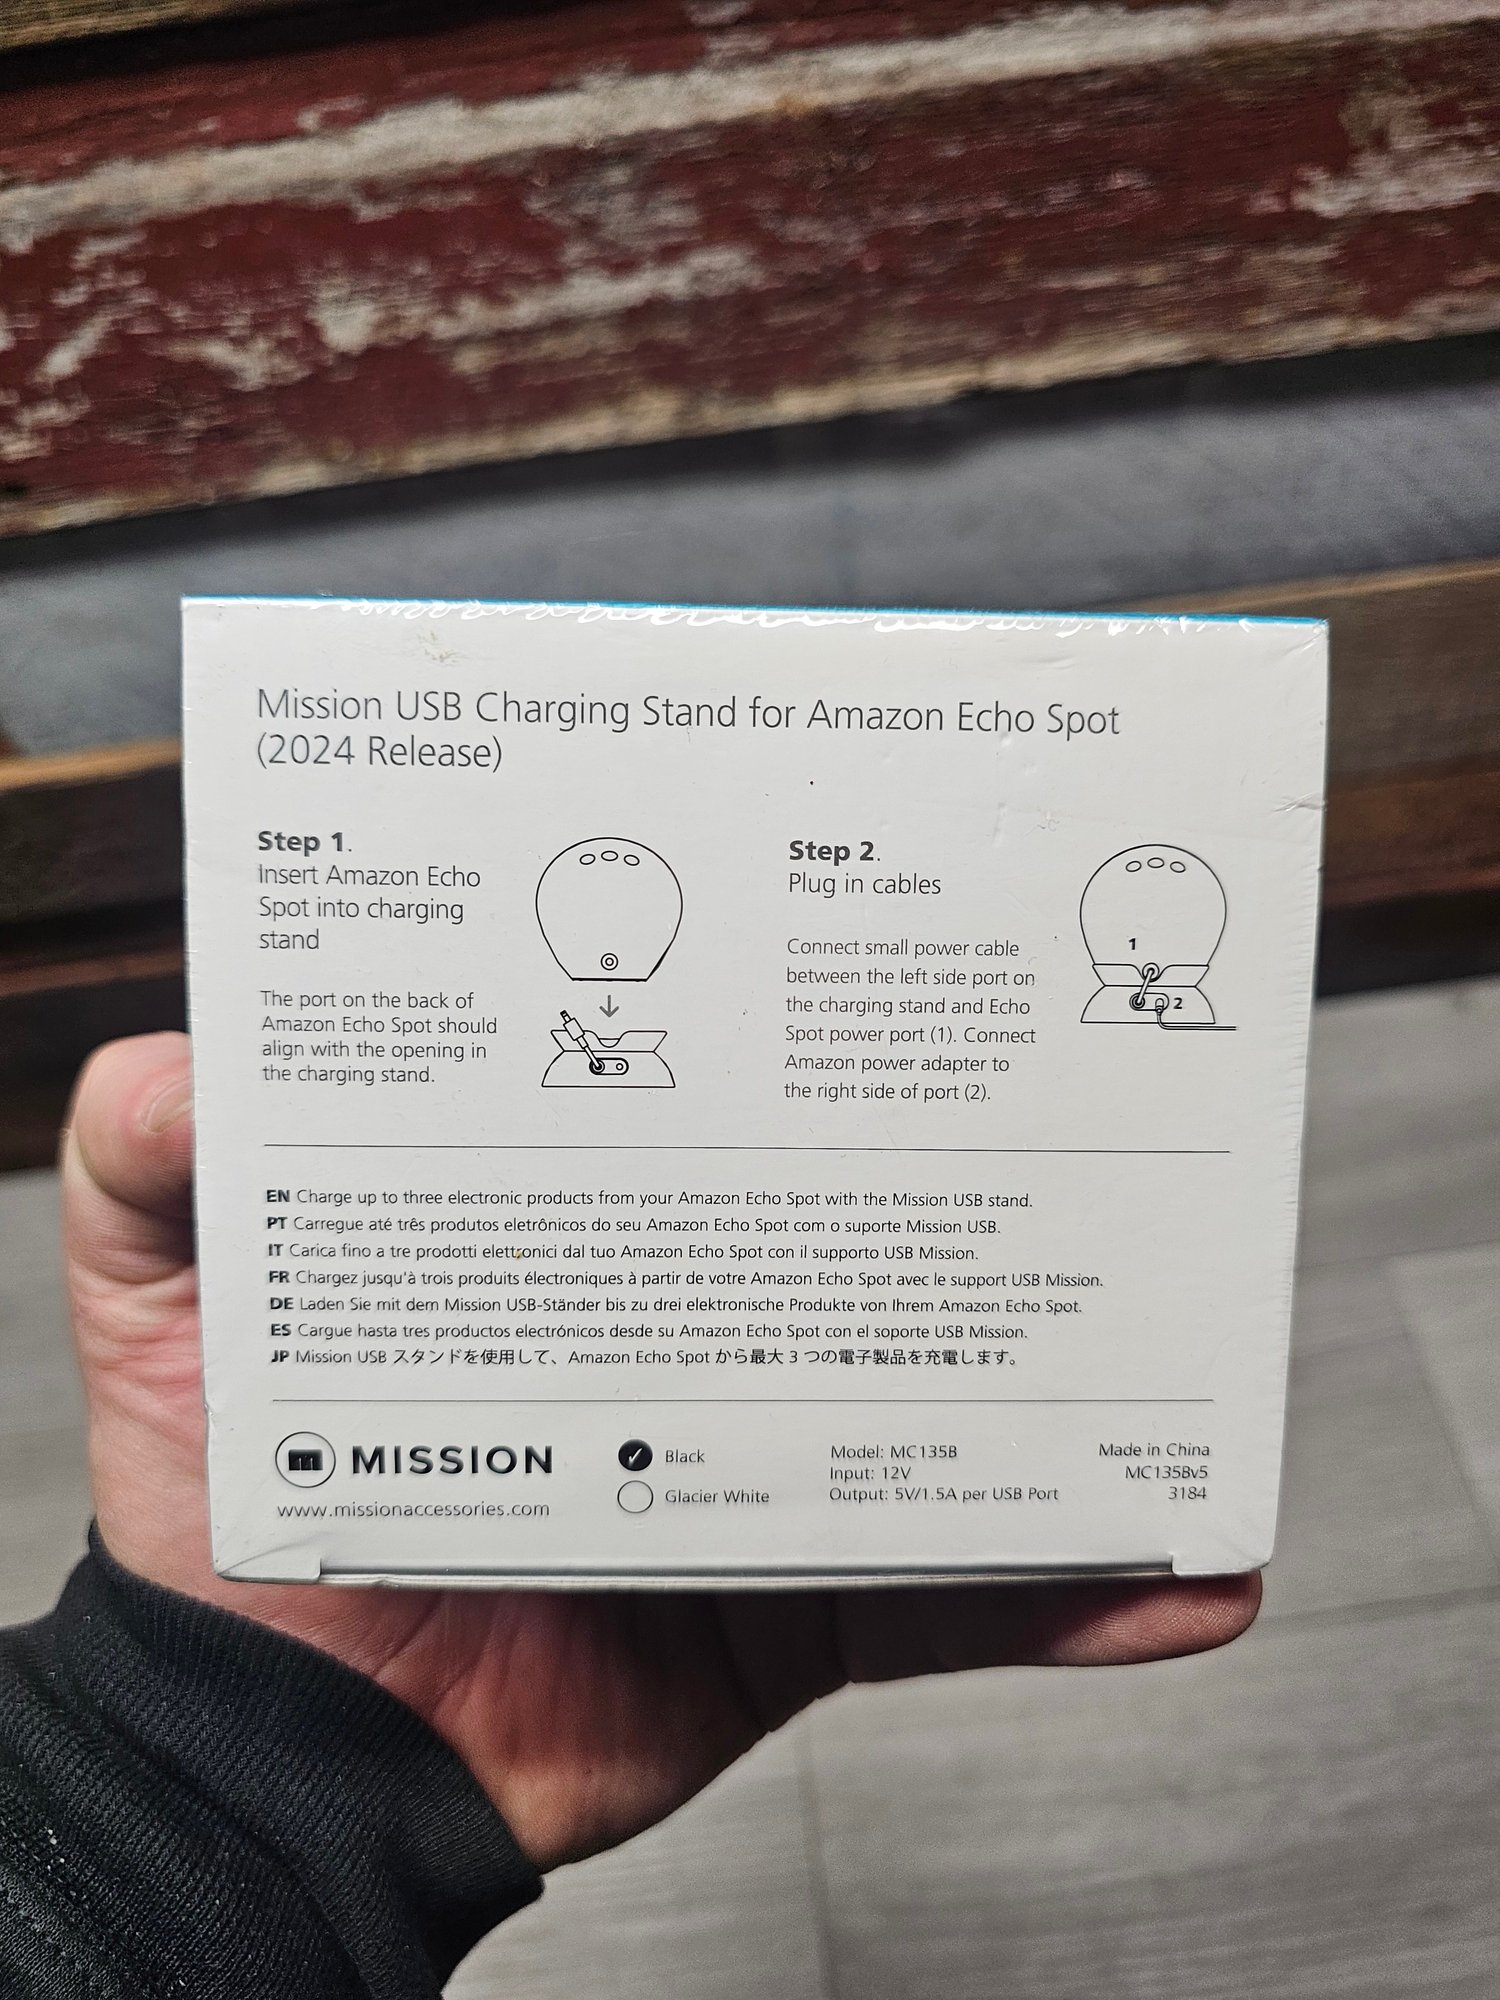 Mission USB Charging Stand for Amazon Echo Spot
(2024 Release)
Step 1.
Insert Amazon Echo
Spot into charging
stand
The port on the back of
Amazon Echo Spot should
align with the opening in
the charging stand.
Step 2.
Plug in cables
Connect small power cable
between the left side port on
the charging stand and Echo
Spot power port (1). Connect
Amazon power adapter to
the right side of port (2).
1
2
EN Charge up to three electronic products from your Amazon Echo Spot with the Mission USB stand.
PT Carregue até três produtos eletrônicos do seu Amazon Echo Spot com o suporte Mission USB.
IT Carica fino a tre prodotti elettronici dal tuo Amazon Echo Spot con il supporto USB Mission.
FR Chargez jusqu'à trois produits électroniques à partir de votre Amazon Echo Spot avec le support USB Mission.
DE Laden Sie mit dem Mission USB-Ständer bis zu drei elektronische Produkte von Ihrem Amazon Echo Spot.
ES Cargue hasta tres productos electrónicos desde su Amazon Echo Spot con el soporte USB Mission.
JP Mission USB スタンドを使用して、Amazon Echo Spot から最大 3 つの電子製品を充電します。
m MISSION
www.missionaccessories.com
Black
Glacier White
Model: MC135B
Input: 12V
Output: 5V/1.5A per USB Port
Made in China
MC135Bv5
3184